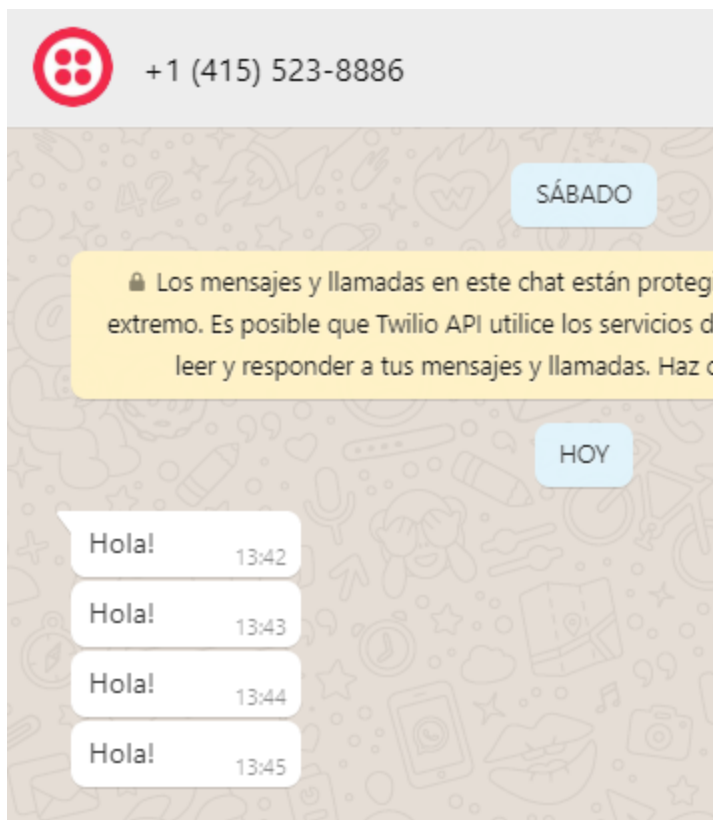 +1 (415) 523-8886
SÁBADO
Los mensajes y llamadas en este chat están
extremo. Es posible que Twilio API utilice los servicios
leer y responder a tus mensajes y llamadas. Haz
HOY
Hola!
13:42
Hola!
13:43
Hola!
13:44
Hola!
13:45